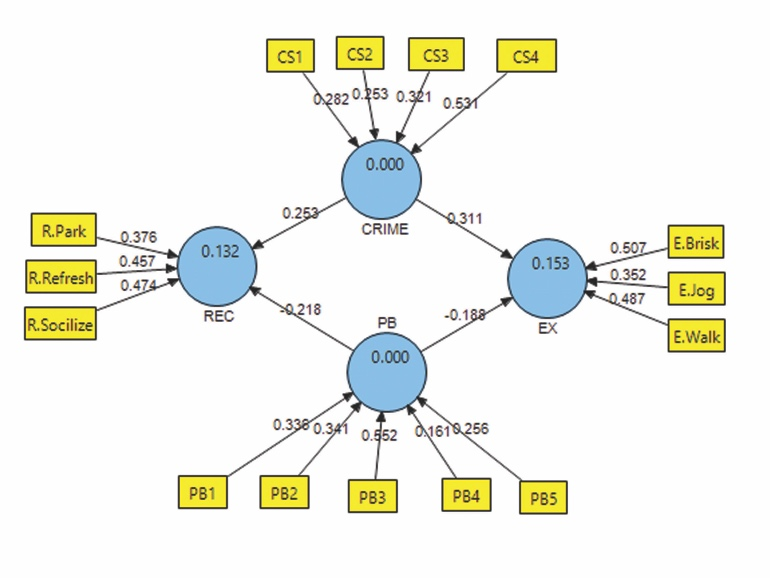 CS1 CS2 CS3 CS4
0.282 0.253 0.321 0.531
0.000
CRIME
0.253 0.311
R.Park 0.376
R.Refresh 0.457
R.Socilize 0.474
0.132
REC
E.Brisk 0.507
E.Jog 0.352
E.Walk 0.487
0.153
EX
-0.218 PB -0.188
0.000
0.336 0.341 0.552 0.161 0.256
PB1 PB2 PB3 PB4 PB5